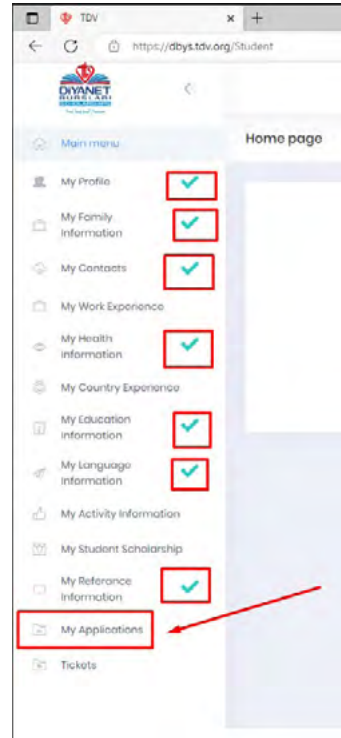 TDV
https://dbys.tdv.org/Student
DIYANET
BURSLARI
SCHOLARSHIPS
Main menu
Home page
My Profile
My Family
Information
My Contacts
My Work Experience
My Health
Information
My Country Experience
My Education
Information
My Language
Information
My Activity Information
My Student Scholarship
My Reference
Information
My Applications
Tickets